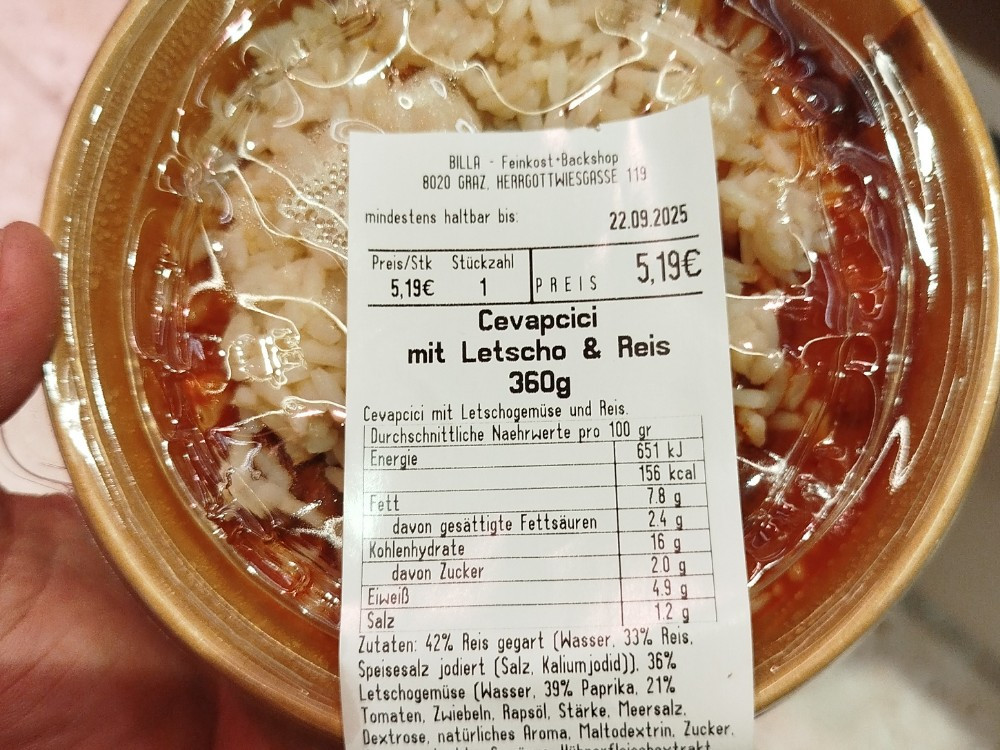 BILLA - Feinkost+Backshop
8020 GRAZ, HERRGOTTWIESGASSE 119
mindestens haltbar bis: 22.09.2025
Preis/Stk Stückzahl PREIS 5,19€
5,19€ 1
Cevapcici
mit Letscho & Reis
360g
Cevapcici mit Letschogemüse und Reis.
Durchschnittliche Naehrwerte pro 100 gr
Energie 651 kJ
156 kcal
Fett 7.8 g
davon gesättigte Fettsäuren 2.4 g
Kohlenhydrate 16 g
davon Zucker 2.0 g
Eiweiß 4.9 g
Salz 1.2 g
Zutaten: 42% Reis gegart (Wasser, 33% Reis,
Speisesalz jodiert (Salz, Kaliumjodid)), 36%
Letschogemüse (Wasser, 39% Paprika, 21%
Tomaten, Zwiebeln, Rapsöl, Stärke, Meersalz,
Dextrose, natürliches Aroma, Maltodextrin, Zucker,